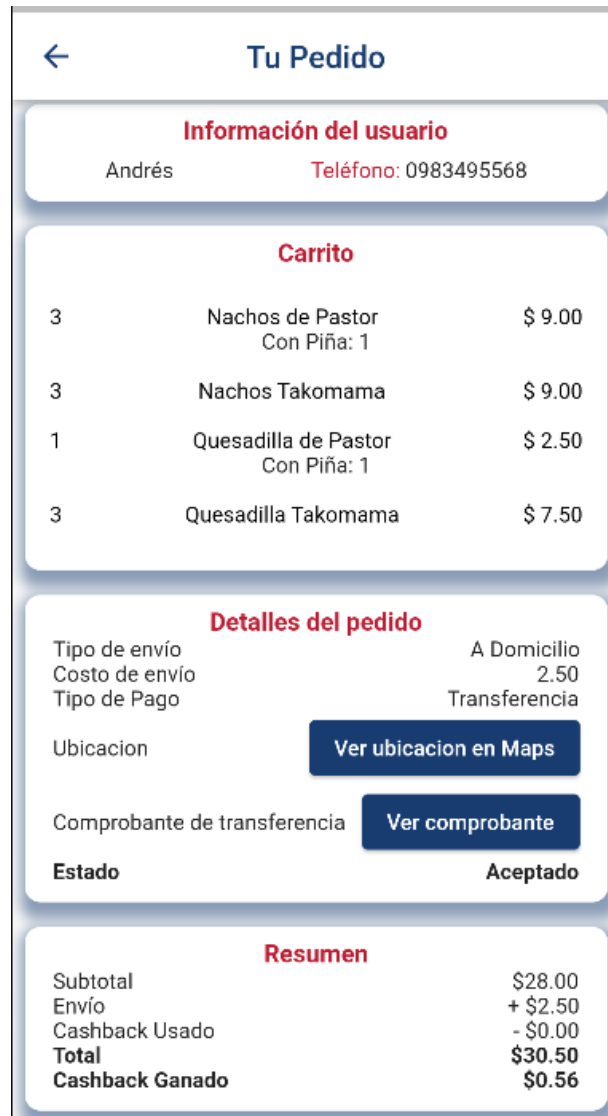 Tu Pedido
Información del usuario
Andrés Teléfono: 0983495568
Carrito
3 Nachos de Pastor $ 9.00
Con Piña: 1
3 Nachos Takomama $ 9.00
1 Quesadilla de Pastor $ 2.50
Con Piña: 1
3 Quesadilla Takomama $ 7.50
Detalles del pedido
Tipo de envío A Domicilio
Costo de envío 2.50
Tipo de Pago Transferencia
Ubicacion Ver ubicacion en Maps
Comprobante de transferencia Ver comprobante
Estado Aceptado
Resumen
Subtotal $28.00
Envío + $2.50
Cashback Usado - $0.00
Total $30.50
Cashback Ganado $0.56